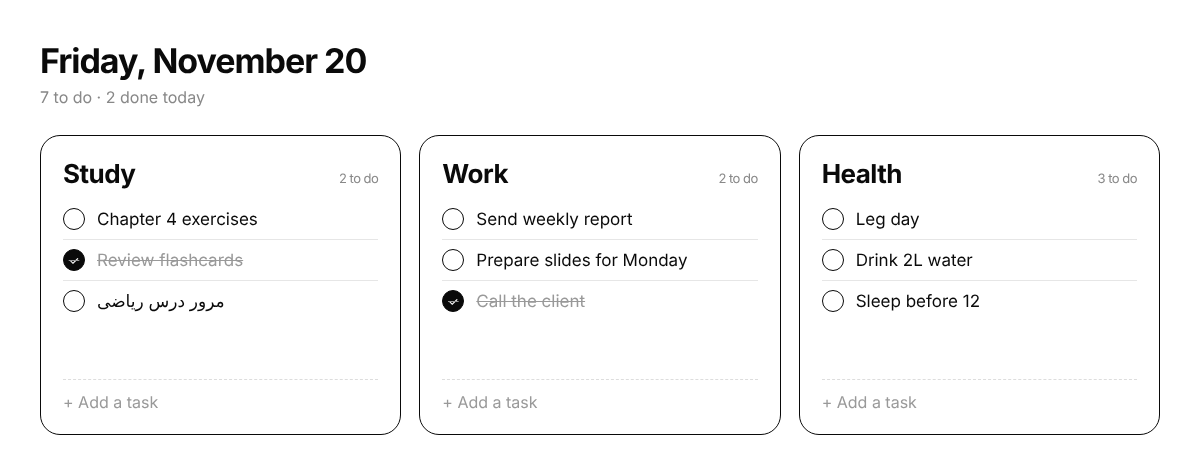 Friday, November 20
7 to do · 2 done today
Study
2 to do
Chapter 4 exercises
Review flashcards
مرور درس ریاضی
+ Add a task
Work
2 to do
Send weekly report
Prepare slides for Monday
Call the client
+ Add a task
Health
3 to do
Leg day
Drink 2L water
Sleep before 12
+ Add a task